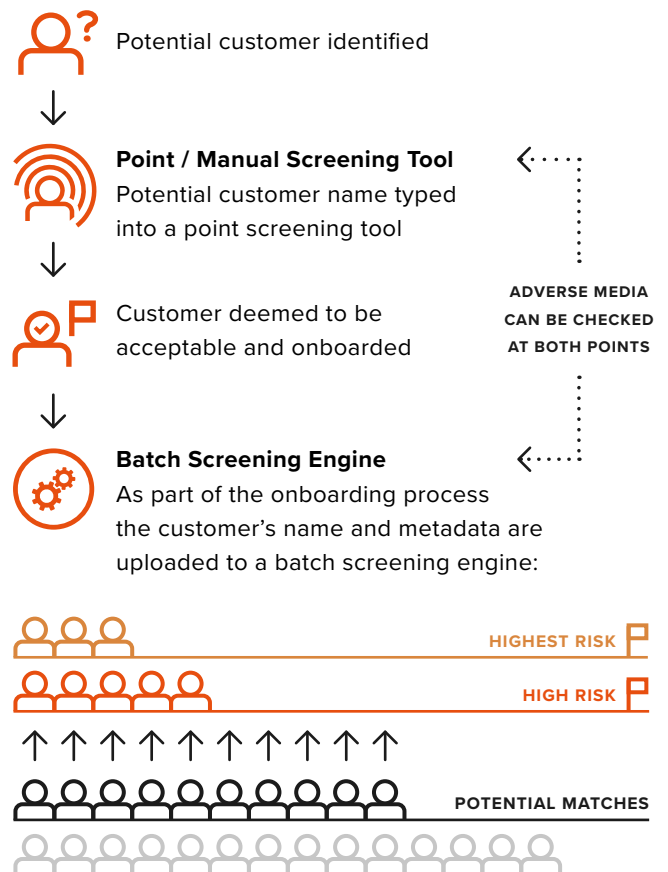 ?
Potential customer identified
Point / Manual Screening Tool
Potential customer name typed
into a point screening tool
ADVERSE MEDIA
CAN BE CHECKED
AT BOTH POINTS
Customer deemed to be
acceptable and onboarded
Batch Screening Engine
As part of the onboarding process
the customer’s name and metadata are
uploaded to a batch screening engine:
HIGHEST RISK
HIGH RISK
POTENTIAL MATCHES